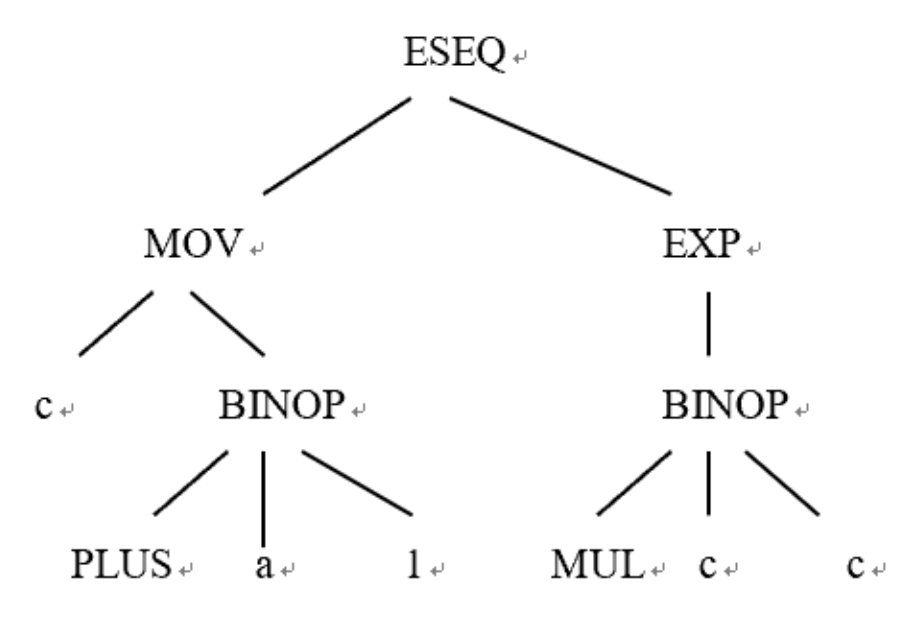 ESEQ
MOV EXP
c BINOP BINOP
PLUS a 1 MUL c c